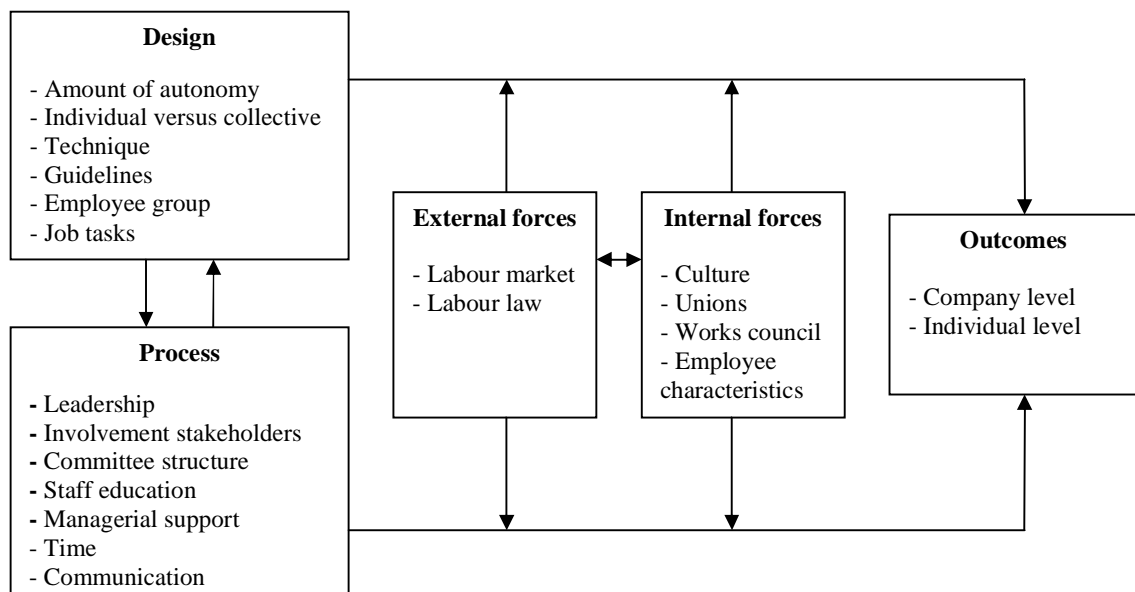 Design
- Amount of autonomy
- Individual versus collective
- Technique
- Guidelines
- Employee group
- Job tasks
Process
- Leadership
- Involvement stakeholders
- Committee structure
- Staff education
- Managerial support
- Time
- Communication
External forces
- Labour market
- Labour law
Internal forces
- Culture
- Unions
- Works council
- Employee
characteristics
Outcomes
- Company level
- Individual level